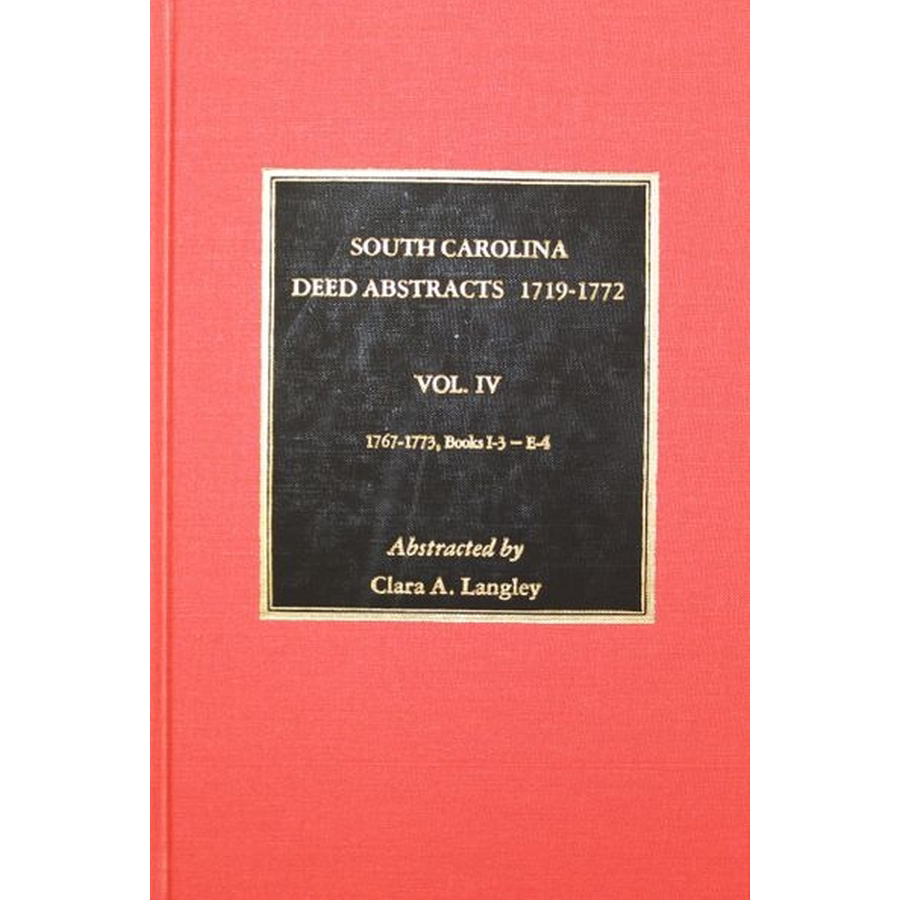 SOUTH CAROLINA
DEED ABSTRACTS 1719-1772
VOL. IV
1767-1773, Books I-3 – E-4
Abstracted by
Clara A. Langley